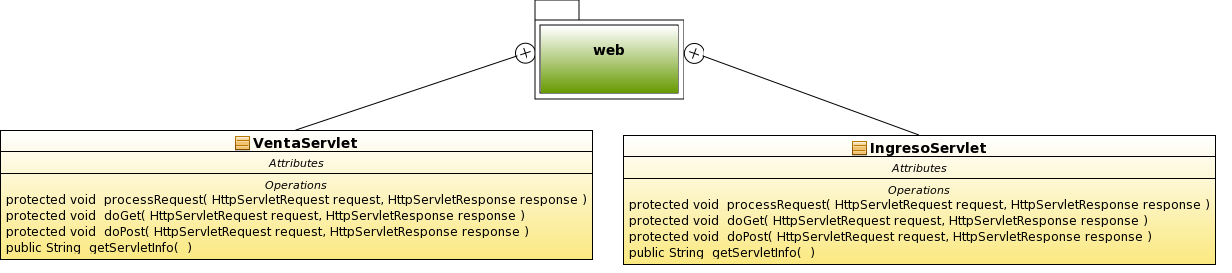 web
VentaServlet
Attributes
Operations
protected void processRequest( HttpServletRequest request, HttpServletResponse response )
protected void doGet( HttpServletRequest request, HttpServletResponse response )
protected void doPost( HttpServletRequest request, HttpServletResponse response )
public String getServletInfo( )
IngresoServlet
Attributes
Operations
protected void processRequest( HttpServletRequest request, HttpServletResponse response )
protected void doGet( HttpServletRequest request, HttpServletResponse response )
protected void doPost( HttpServletRequest request, HttpServletResponse response )
public String getServletInfo( )